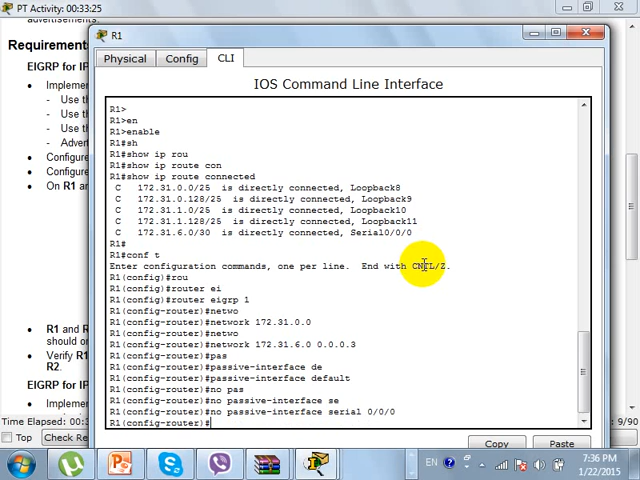 PT Activity: 00:33:25
advertisements.
Requirements
EIGRP for IP
Implemen
- Use th
- Use th
- Use th
- Adver
Configure
Configure
On R1 an
R1 and R
should or
Verify R1
R2.
EIGRP for IP
Implemen
Time Elapsed: 00:33
9/90
Top
Check Re
R1
Physical
Config
CLI
IOS Command Line Interface
R1>
R1>en
R1>enable
R1#sh
R1#show ip rou
R1#show ip route con
R1#show ip route connected
C 172.31.0.0/25 is directly connected, Loopback8
C 172.31.0.128/25 is directly connected, Loopback9
C 172.31.1.0/25 is directly connected, Loopback10
C 172.31.1.128/25 is directly connected, Loopback11
C 172.31.6.0/30 is directly connected, Serial0/0/0
R1#
R1#conf t
Enter configuration commands, one per line. End with CNTL/Z.
R1(config)#rou
R1(config)#router ei
R1(config)#router eigrp 1
R1(config-router)#netwo
R1(config-router)#network 172.31.0.0
R1(config-router)#netwo
R1(config-router)#network 172.31.6.0 0.0.0.3
R1(config-router)#pas
R1(config-router)#passive-interface de
R1(config-router)#passive-interface default
R1(config-router)#no pas
R1(config-router)#no passive-interface se
R1(config-router)#no passive-interface serial 0/0/0
R1(config-router)#
Copy
Paste
EN
7:36 PM
1/22/2015